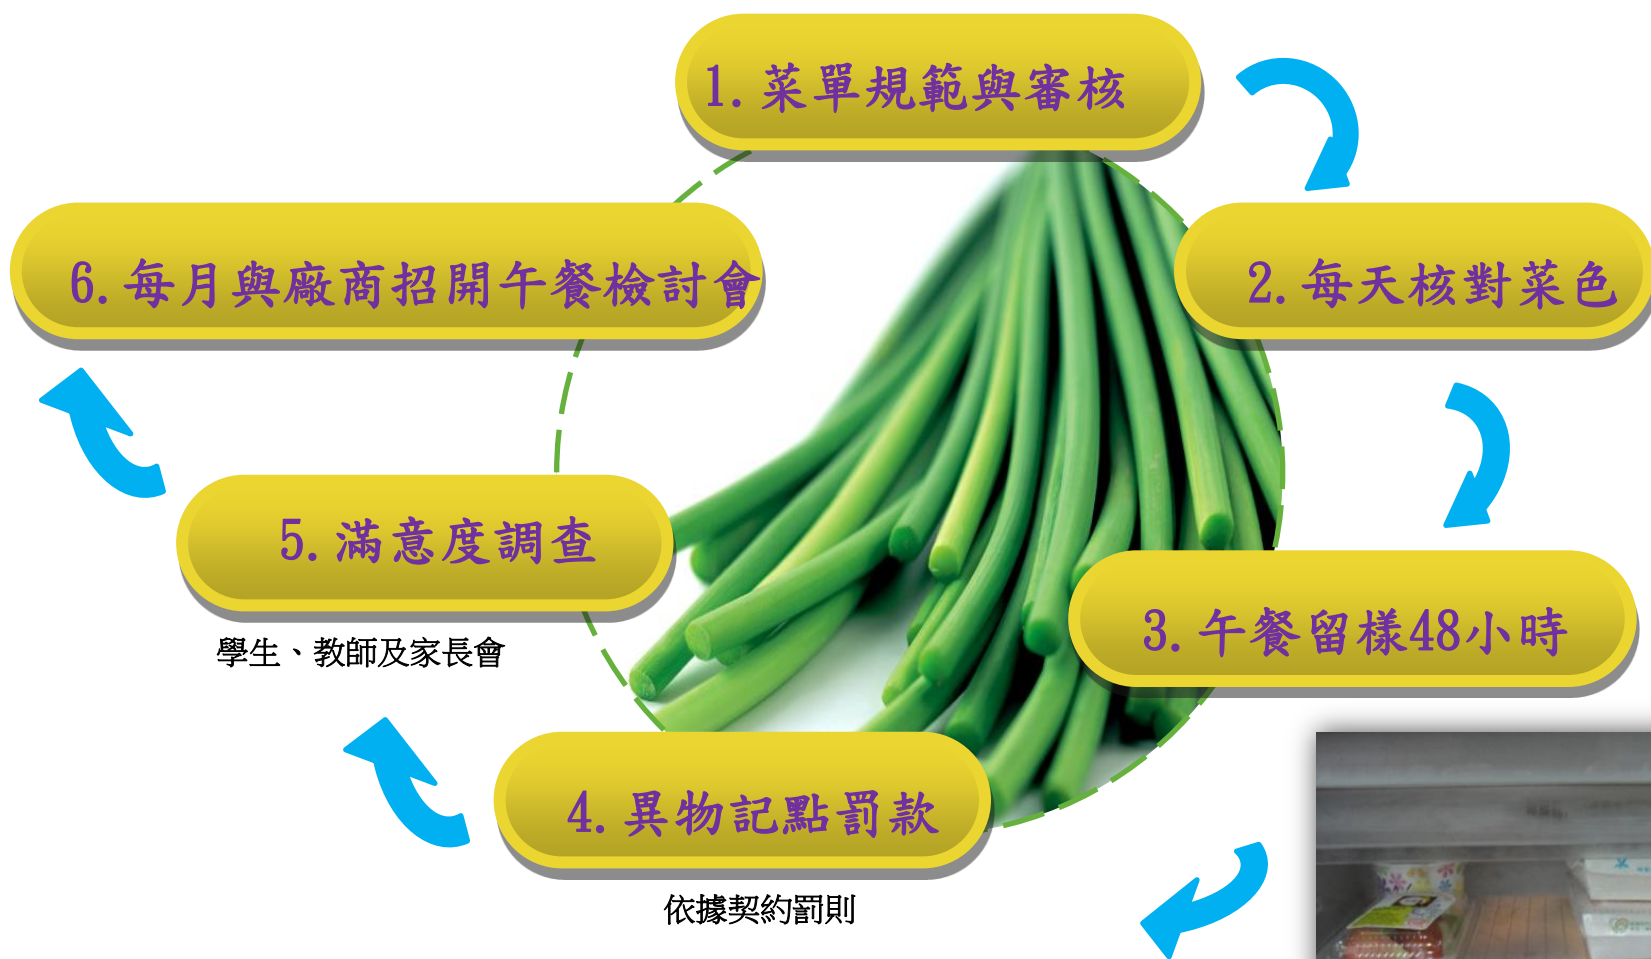 1.菜單規範與審核
2.每天核對菜色
3.午餐留樣48小時
4.異物記點罰款
依據契約罰則
5.滿意度調查
學生、教師及家長會
6.每月與廠商招開午餐檢討會